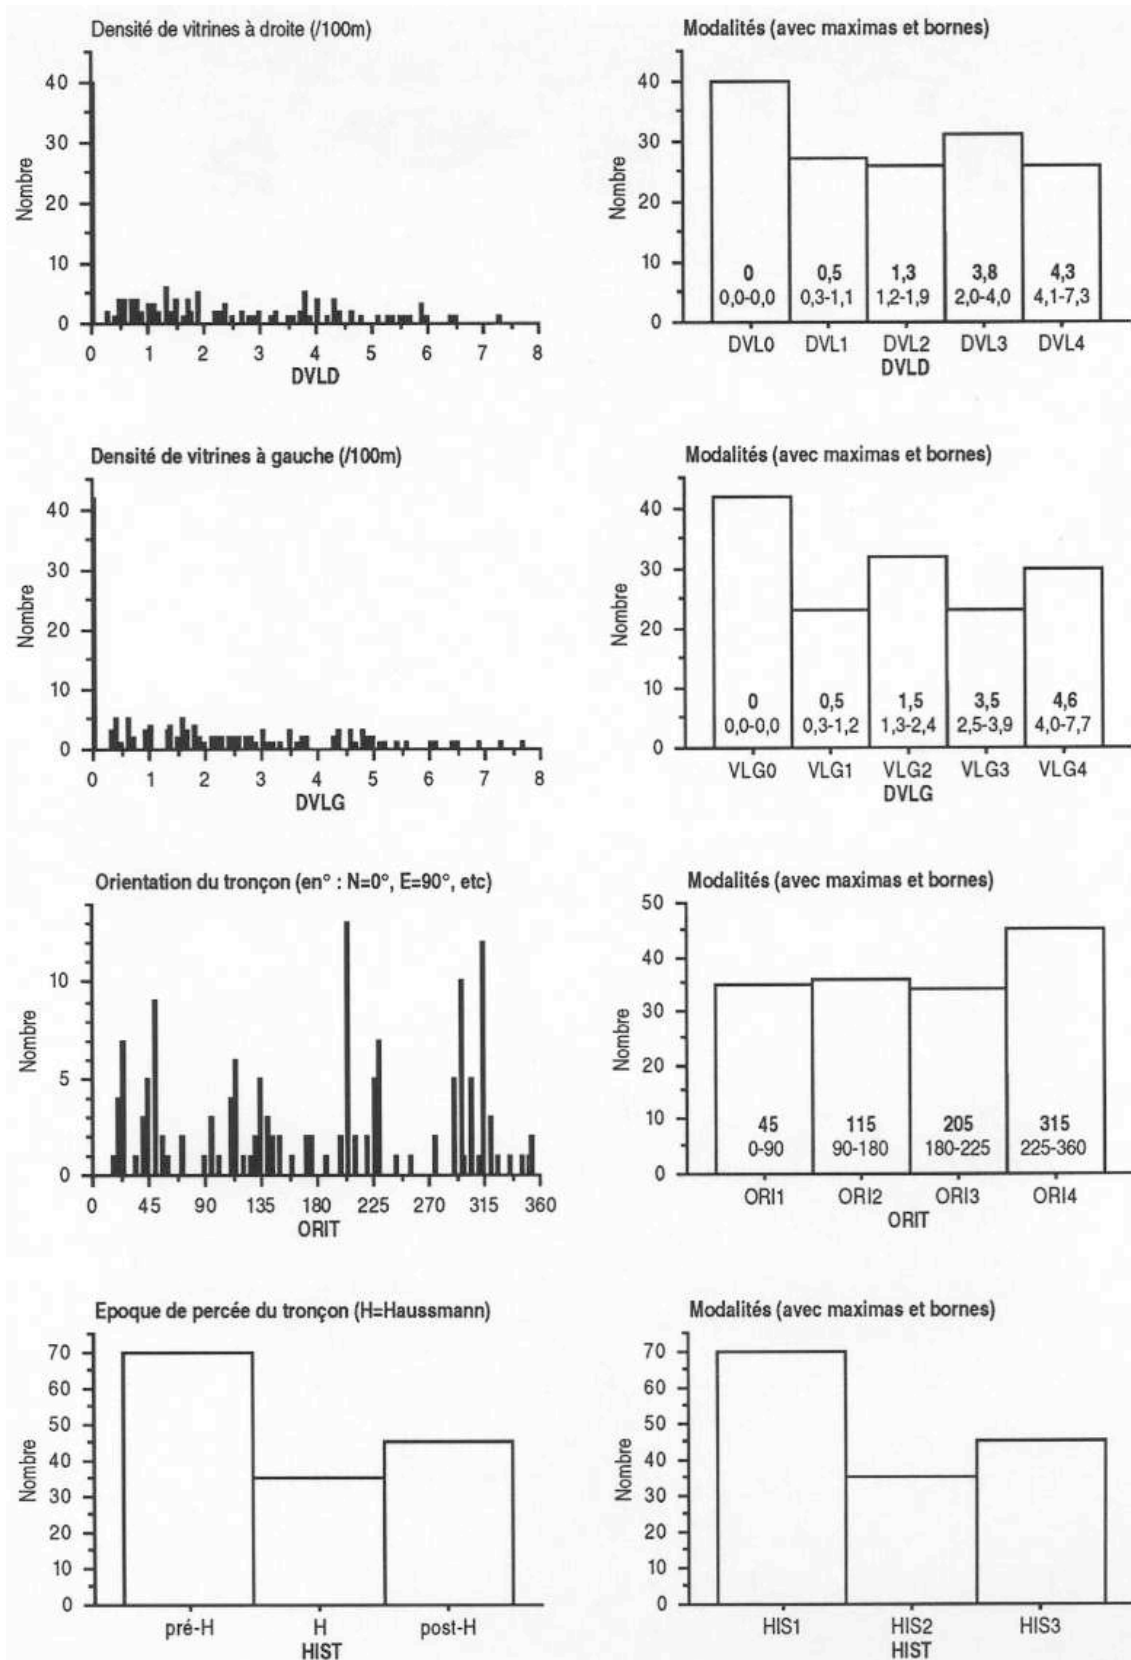 Densité de vitrines à droite (/100m)
Nombre
40
30
20
10
0
0 1 2 3 4 5 6 7 8
DVLD
Modalités (avec maximas et bornes)
Nombre
40
30
20
10
0
0 0,5 1,3 3,8 4,3
0,0-0,0 0,3-1,1 1,2-1,9 2,0-4,0 4,1-7,3
DVL0 DVL1 DVL2 DVL3 DVL4
DVLD
Densité de vitrines à gauche (/100m)
Nombre
40
30
20
10
0
0 1 2 3 4 5 6 7 8
DVLG
Modalités (avec maximas et bornes)
Nombre
40
30
20
10
0
0 0,5 1,5 3,5 4,6
0,0-0,0 0,3-1,2 1,3-2,4 2,5-3,9 4,0-7,7
VLG0 VLG1 VLG2 VLG3 VLG4
DVLG
Orientation du tronçon (en° : N=0°, E=90°, etc)
Nombre
10
5
0
0 45 90 135 180 225 270 315 360
ORIT
Modalités (avec maximas et bornes)
Nombre
50
40
30
20
10
0
45 115 205 315
0-90 90-180 180-225 225-360
ORI1 ORI2 ORI3 ORI4
ORIT
Epoque de percée du tronçon (H=Haussmann)
Nombre
70
60
50
40
30
20
10
0
pré-H H post-H
HIST
Modalités (avec maximas et bornes)
Nombre
70
60
50
40
30
20
10
0
HIS1 HIS2 HIS3
HIST